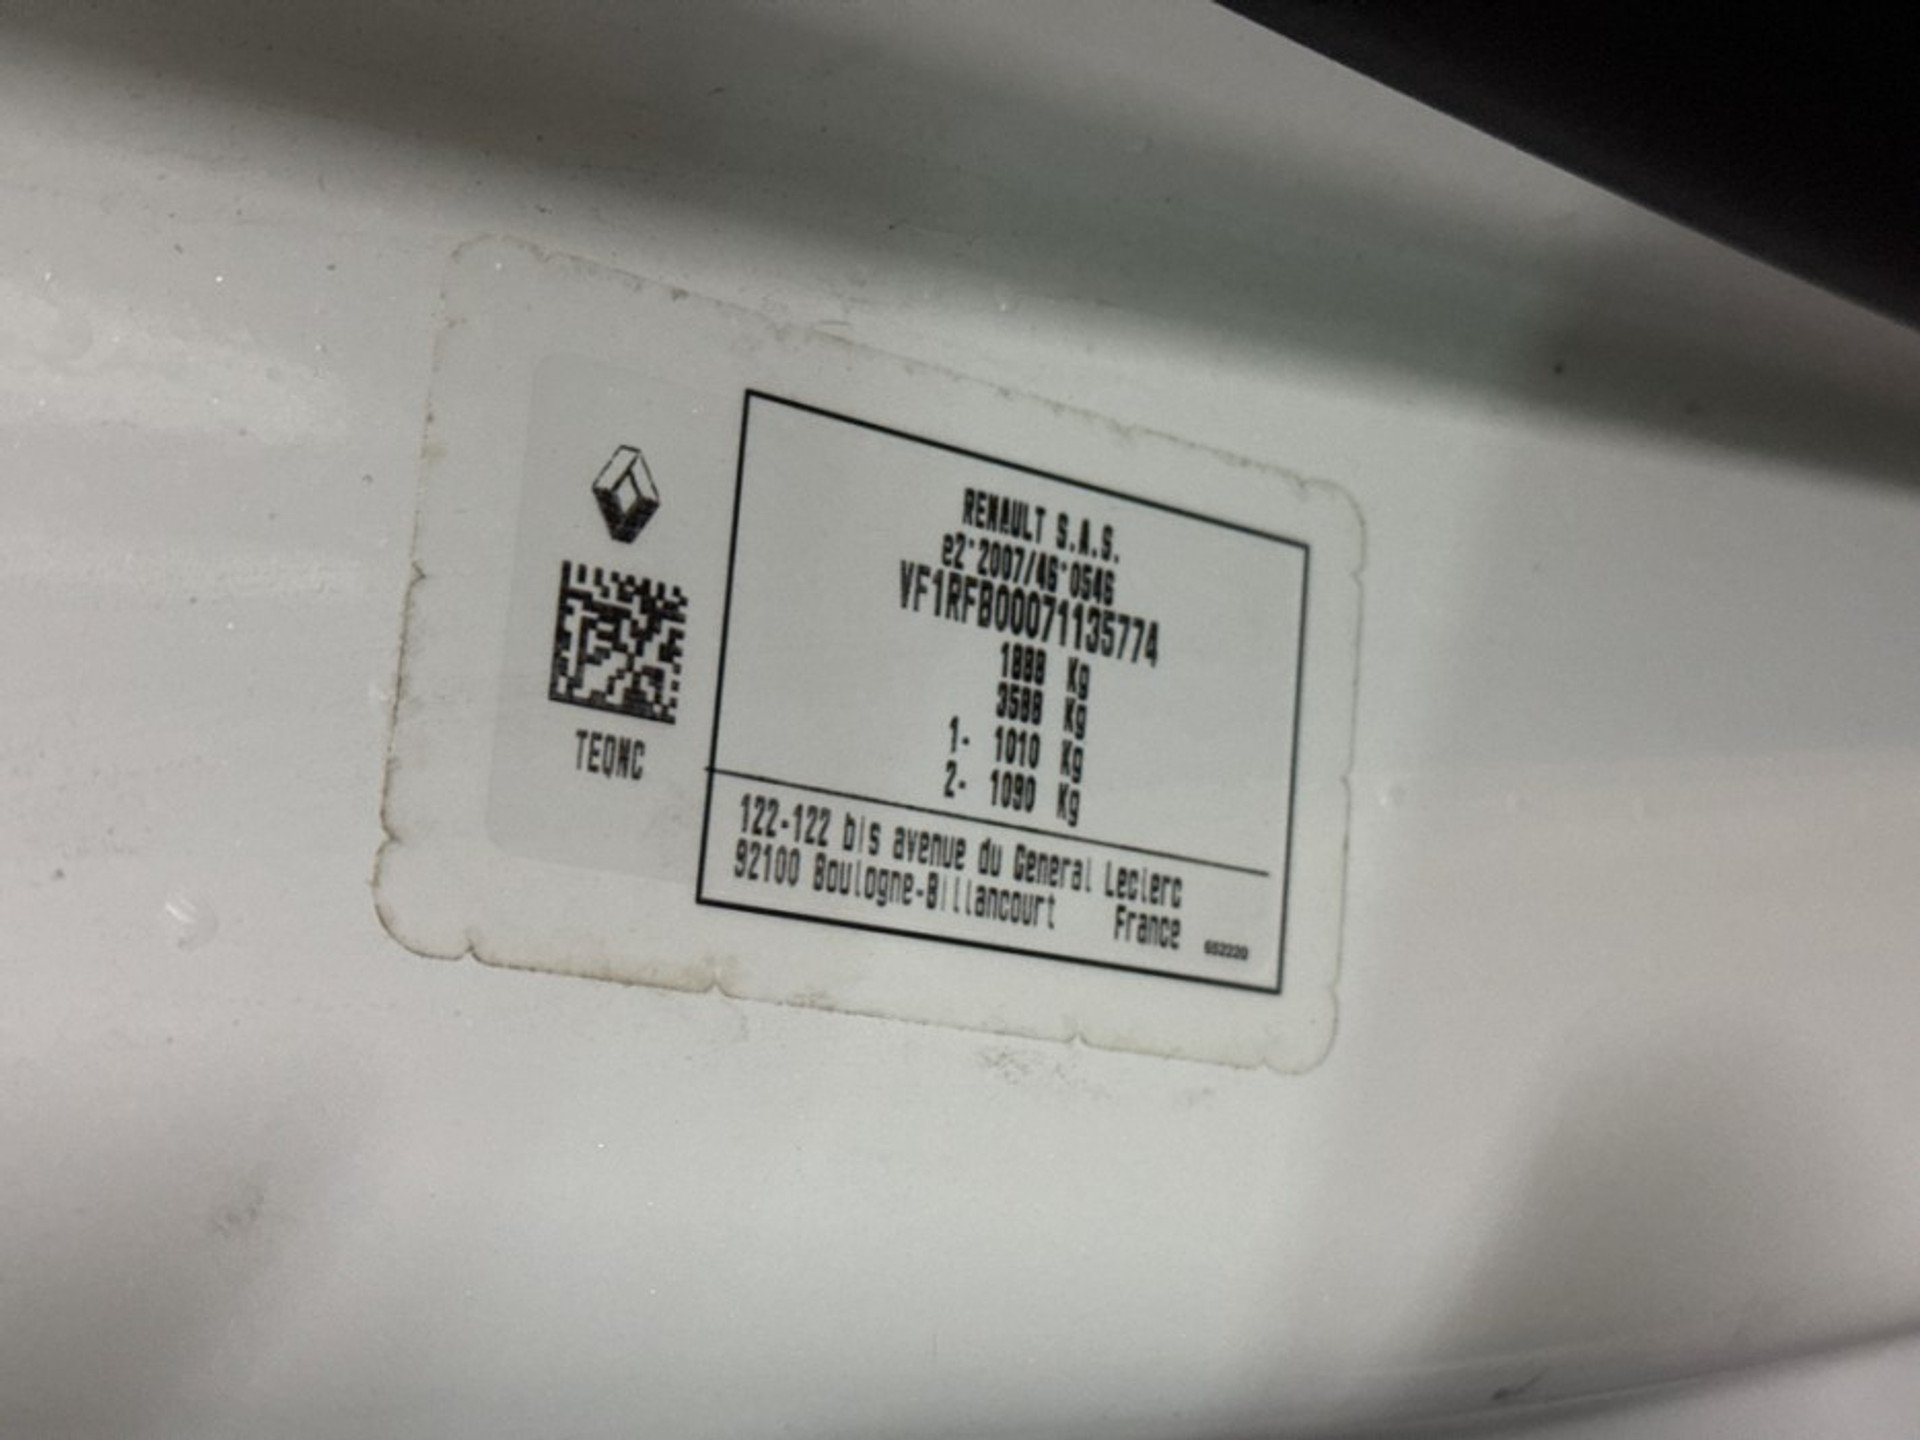 RENAULT S.A.S.
e2*2007/46*0546
VF1RFB00071135774
1888 Kg
3588 Kg
1- 1010 Kg
2- 1090 Kg
TEQNC
122-122 bis avenue du General Leclerc
92100 Boulogne-Billancourt France
652220